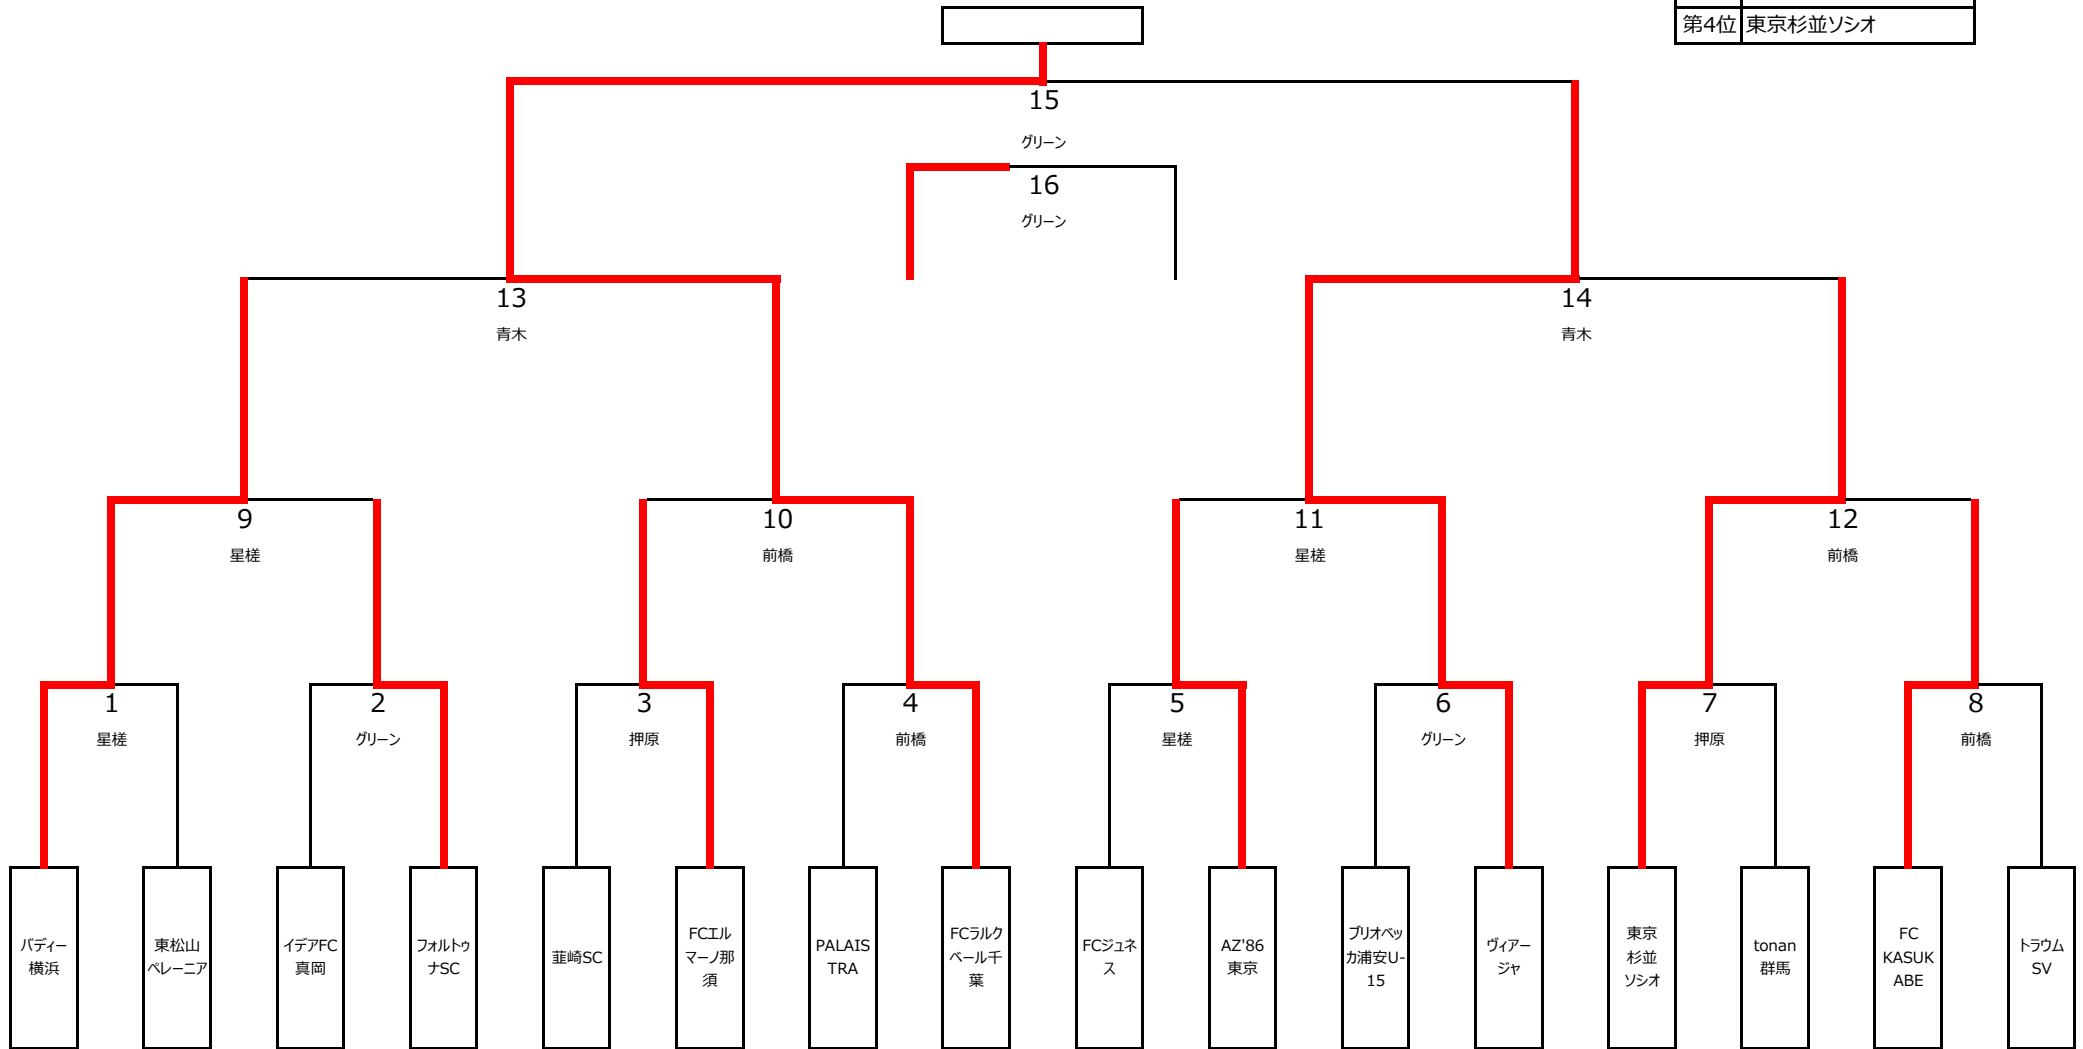 第4位 東京杉並ソシオ
15
グリーン
16
グリーン
13
青木
14
青木
9
星槎
10
前橋
11
星槎
12
前橋
1
星槎
2
グリーン
3
押原
4
前橋
5
星槎
6
グリーン
7
押原
8
前橋
バディー
横浜
東松山
ペレーニア
イデアFC
真岡
フォルトゥ
ナSC
韮崎SC
FCエル
マーノ那
須
PALAIS
TRA
FCラルク
ベール千
葉
FCジュネ
ス
AZ'86
東京
ブリオベッ
カ浦安U-
15
ヴィアー
ジャ
東京
杉並
ソシオ
tonan
群馬
FC
KASUK
ABE
トラウム
SV